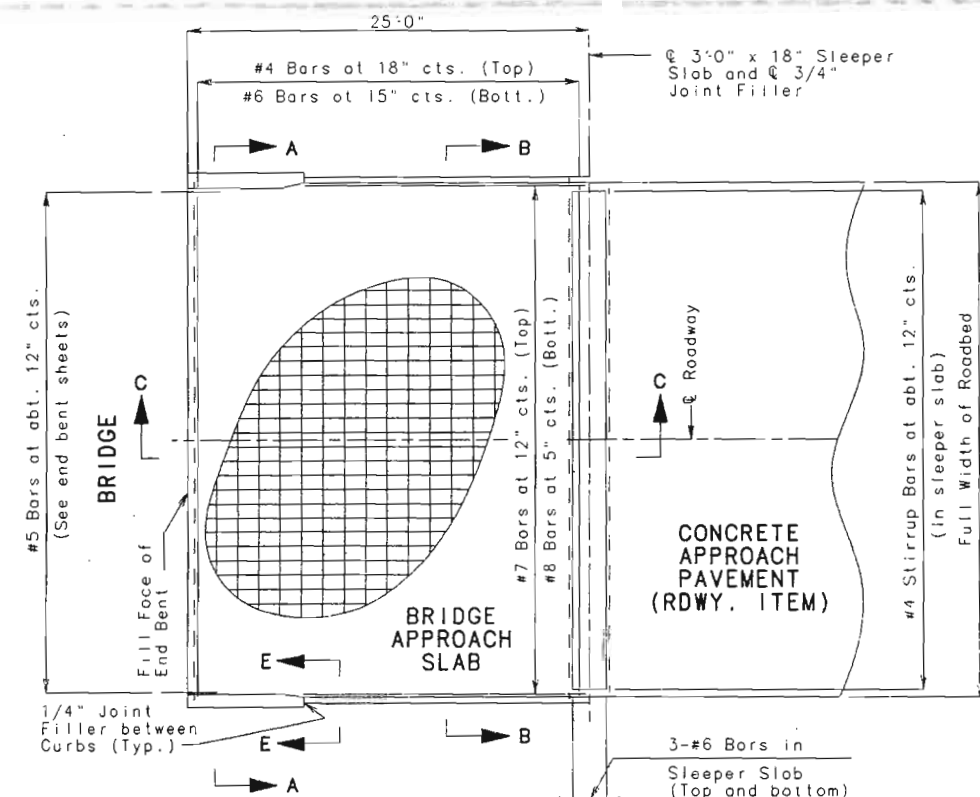 25'-0"
#4 Bars at 18" cts. (Top)
#6 Bars at 15" cts. (Bott.)
℄ 3'-0" x 18" Sleeper
Slab and ℄ 3/4"
Joint Filler
A
B
#5 Bars at abt. 12" cts.
(See end bent sheets)
BRIDGE
C
Fill Face of
End Bent
#7 Bars at 12" cts. (Top)
#8 Bars at 5" cts. (Bott.)
C
℄ Roadway
#4 Stirrup Bars at abt. 12" cts.
(in sleeper slab)
Full Width of Roadbed
CONCRETE
APPROACH
PAVEMENT
(RDWY. ITEM)
BRIDGE
APPROACH
SLAB
E
1/4" Joint
Filler between
Curbs (Typ.)
E
B
A
3-#6 Bars in
Sleeper Slab
(Top and bottom)